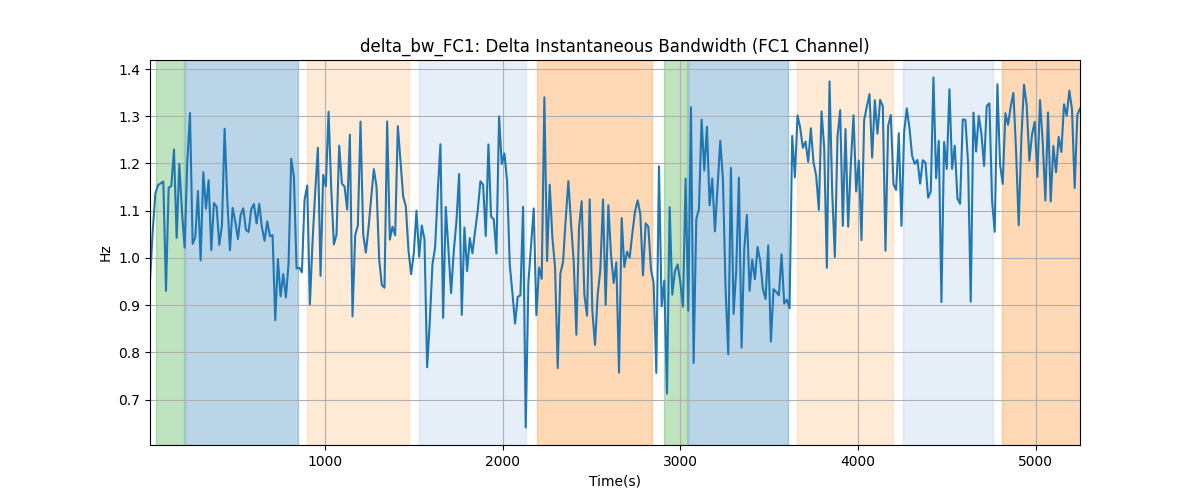 delta_bw_FC1: Delta Instantaneous Bandwidth (FC1 Channel)
1.4
1.3
1.2
1.1
1.0
0.9
0.8
0.7
Hz
1000 2000 3000 4000 5000
Time(s)